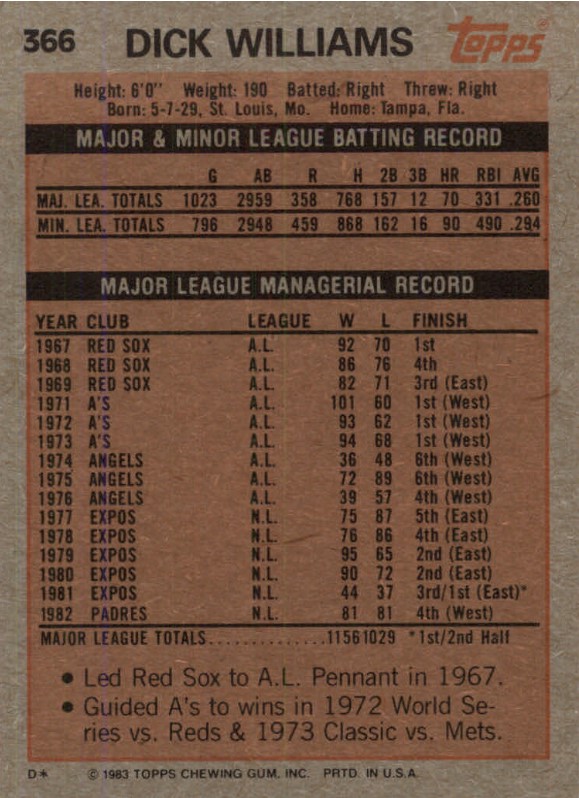 366 DICK WILLIAMS Topps
Height: 6'0" Weight: 190 Batted: Right Threw: Right
Born: 5-7-29, St. Louis, Mo. Home: Tampa, Fla.
MAJOR & MINOR LEAGUE BATTING RECORD
G AB R H 2B 3B HR RBI AVG
MAJ. LEA. TOTALS 1023 2959 358 768 157 12 70 331 .260
MIN. LEA. TOTALS 796 2948 459 868 162 16 90 490 .294
MAJOR LEAGUE MANAGERIAL RECORD
YEAR CLUB LEAGUE W L FINISH
1967 RED SOX A.L. 92 70 1st
1968 RED SOX A.L. 86 76 4th
1969 RED SOX A.L. 82 71 3rd (East)
1971 A'S A.L. 101 60 1st (West)
1972 A'S A.L. 93 62 1st (West)
1973 A'S A.L. 94 68 1st (West)
1974 ANGELS A.L. 36 48 6th (West)
1975 ANGELS A.L. 72 89 6th (West)
1976 ANGELS A.L. 39 57 4th (West)
1977 EXPOS N.L. 75 87 5th (East)
1978 EXPOS N.L. 76 86 4th (East)
1979 EXPOS N.L. 95 65 2nd (East)
1980 EXPOS N.L. 90 72 2nd (East)
1981 EXPOS N.L. 44 37 3rd/1st (East)*
1982 PADRES N.L. 81 81 4th (West)
MAJOR LEAGUE TOTALS..............11561029 *1st/2nd Half
• Led Red Sox to A.L. Pennant in 1967.
• Guided A's to wins in 1972 World Se-
ries vs. Reds & 1973 Classic vs. Mets.
D* © 1983 TOPPS CHEWING GUM, INC. PRTD. IN U.S.A.